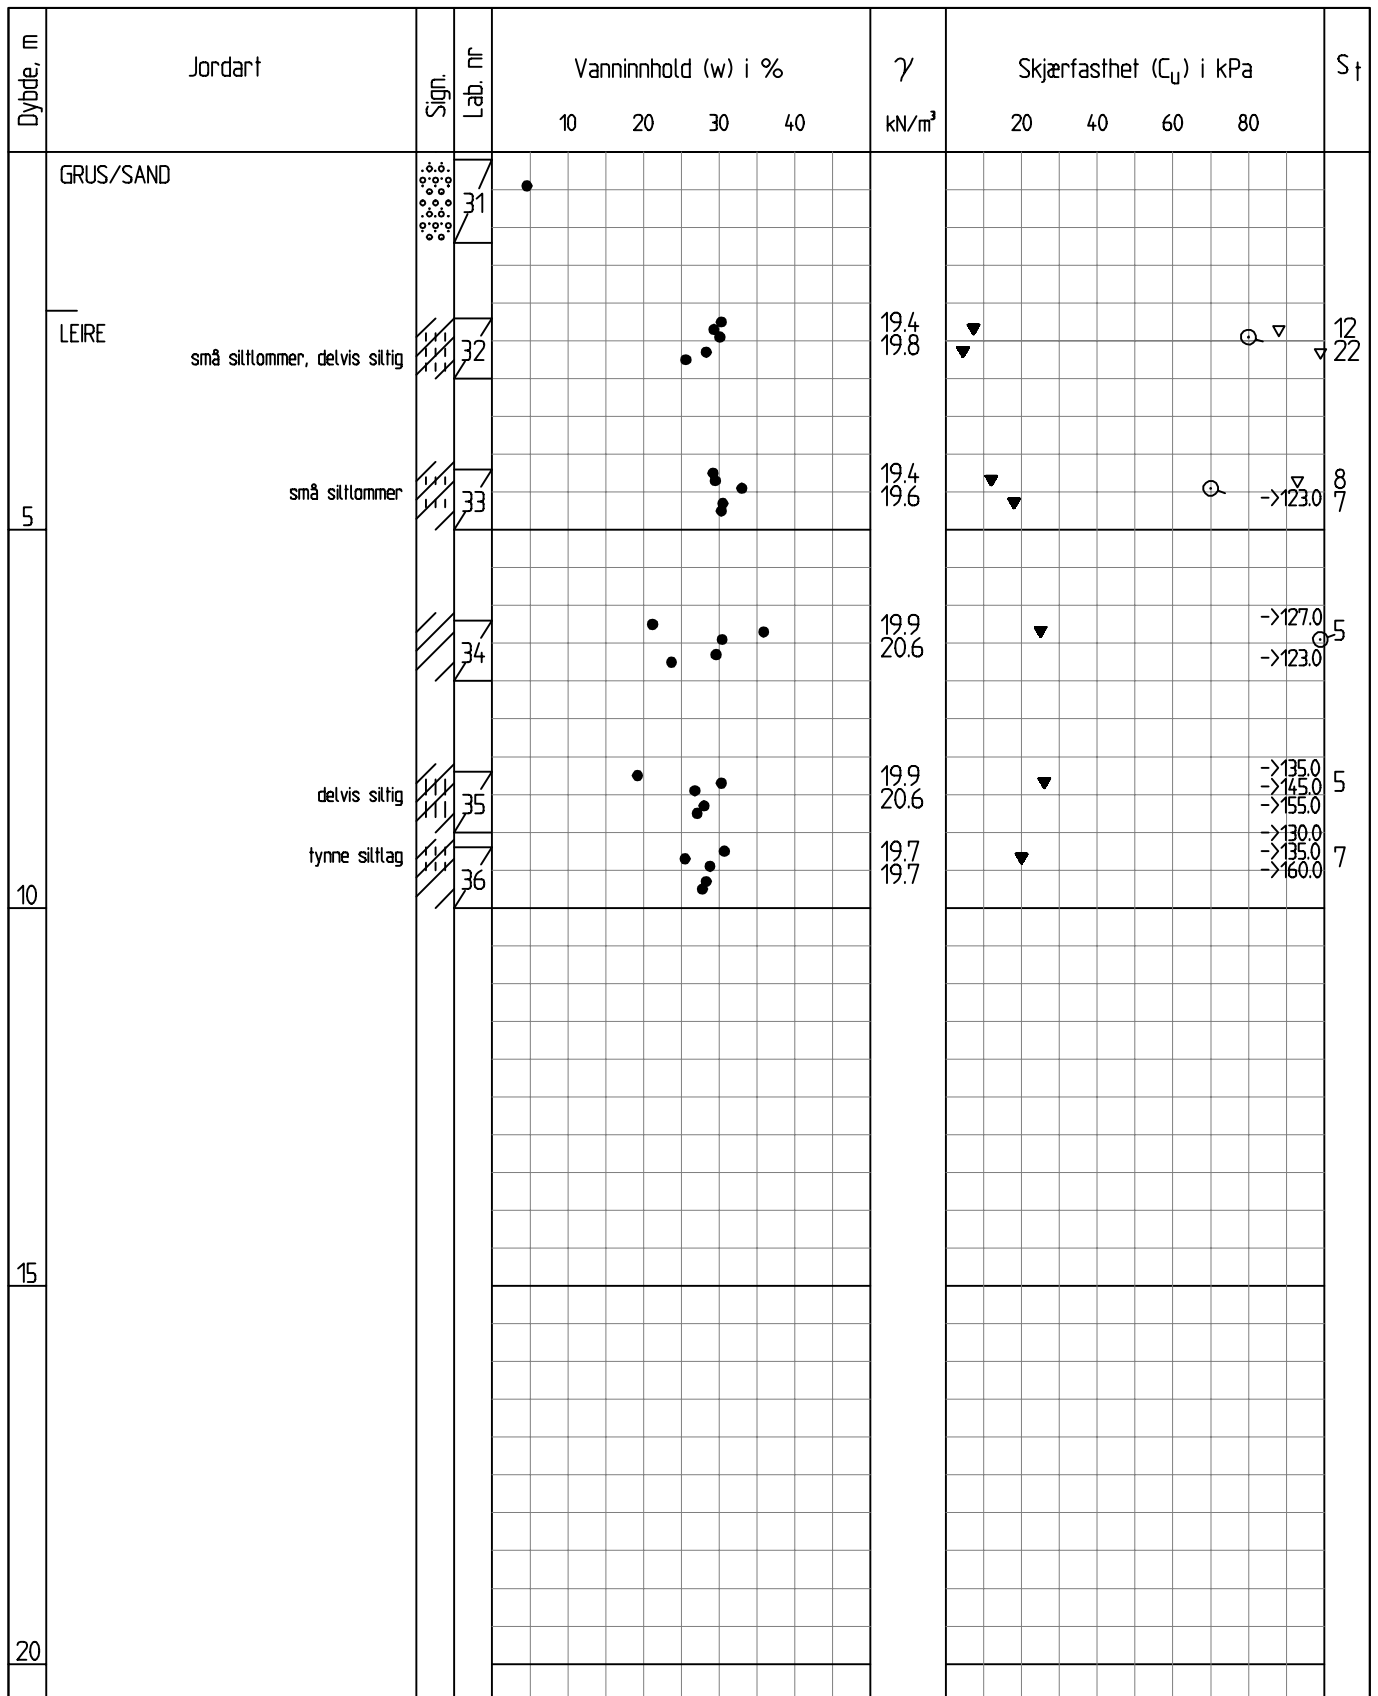 Dybde, m
Jordart
Sign.
Lab. nr
Vanninnhold (w) i %
10 20 30 40
γ
kN/m³
Skjærfasthet (Cu) i kPa
20 40 60 80
St
GRUS/SAND
31
LEIRE
små siltlommer, delvis siltig
32
19.4
19.8
12
22
små siltlommer
33
19.4
19.6
->123.0
8
7
5
34
19.9
20.6
->127.0
->123.0
5
delvis siltig
35
19.9
20.6
->135.0
->145.0
->155.0
5
tynne siltlag
36
19.7
19.7
->130.0
->135.0
->160.0
7
10
15
20